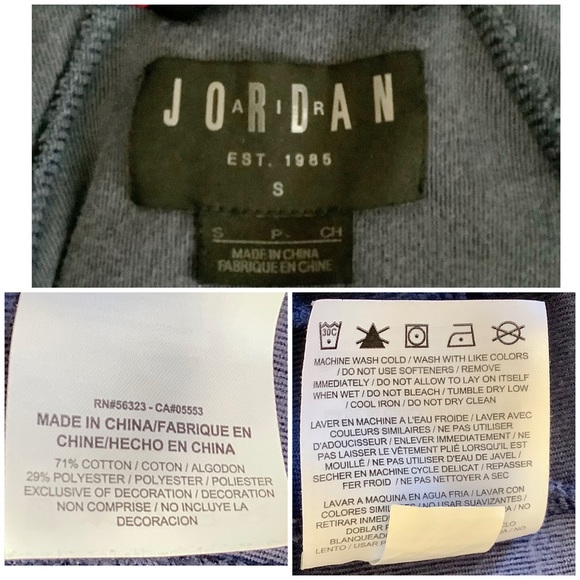 JORDAN
AIR
EST. 1985
S
S P. CH
MADE IN CHINA
FABRIQUE EN CHINE
RN#56323 - CA#05553
MADE IN CHINA/FABRIQUE EN
CHINE/HECHO EN CHINA
71% COTTON / COTON / ALGODON
29% POLYESTER / POLYESTER / POLIESTER
EXCLUSIVE OF DECORATION / DECORATION
NON COMPRISE / NO INCLUYE LA
DECORACION
30C
MACHINE WASH COLD / WASH WITH LIKE COLORS
/ DO NOT USE SOFTENERS / REMOVE
IMMEDIATELY / DO NOT ALLOW TO LAY ON ITSELF
WHEN WET / DO NOT BLEACH / TUMBLE DRY LOW
/ COOL IRON / DO NOT DRY CLEAN
LAVER EN MACHINE A L'EAU FROIDE / LAVER AVEC
COULEURS SIMILAIRES / NE PAS UTILISER
D'ADOUCISSEUR / ENLEVER IMMEDIATEMENT / NE
PAS LAISSER LE VÊTEMENT PLIÉ LORSQU'IL EST
MOUILLÉ / NE PAS UTILISER D'EAU DE JAVEL /
SECHER EN MACHINE CYCLE DELICAT / REPASSER
FER FROID / NE PAS NETTOYER A SEC
LAVAR A MAQUINA EN AGUA FRIA / LAVAR CON
COLORES / NO USAR SUAVIZANTES /
RETIRAR
DOBLAR / NO
LENTO / USAR